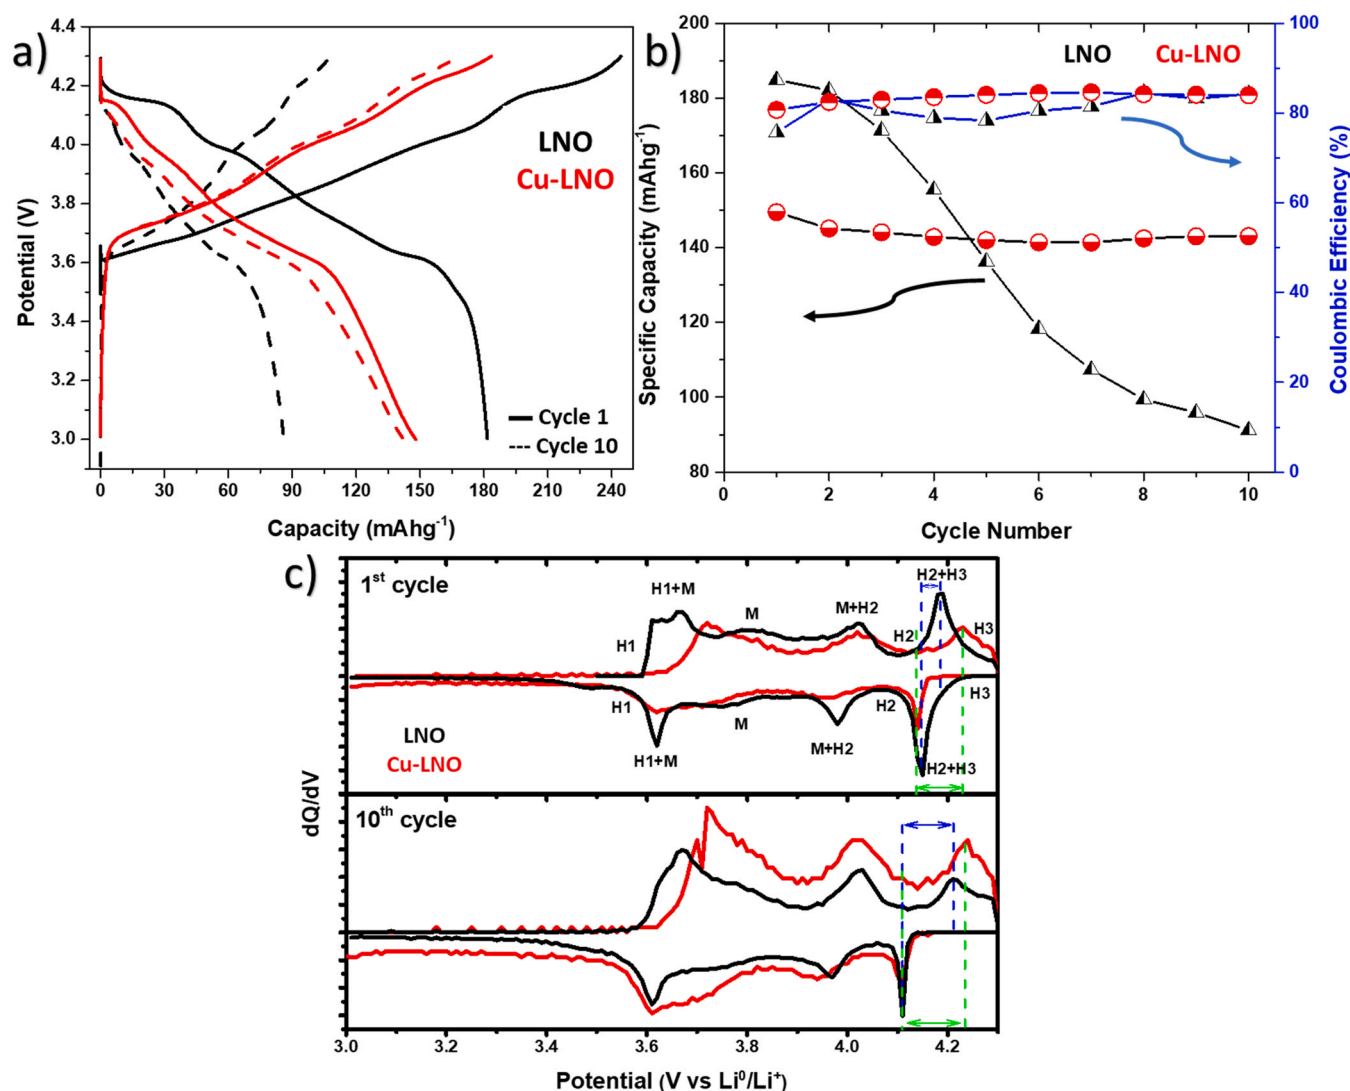 a)
4.4
4.2
4.0
3.8
3.6
3.4
3.2
3.0
Potential (V)
LNO
Cu-LNO
Cycle 1
Cycle 10
0 30 60 90 120 150 180 210 240
Capacity (mAhg⁻¹)
b)
200
180
160
140
120
100
80
Specific Capacity (mAhg⁻¹)
LNO Cu-LNO
100
80
60
40
20
0
Coulombic Efficiency (%)
0 2 4 6 8 10
Cycle Number
c)
1st cycle
H1
H1+M
M
M+H2
H2
H2+H3
H3
H1
H1+M
M
M+H2
H2
H2+H3
H3
LNO
Cu-LNO
dQ/dV
10th cycle
3.0 3.2 3.4 3.6 3.8 4.0 4.2
Potential (V vs Li⁰/Li⁺)